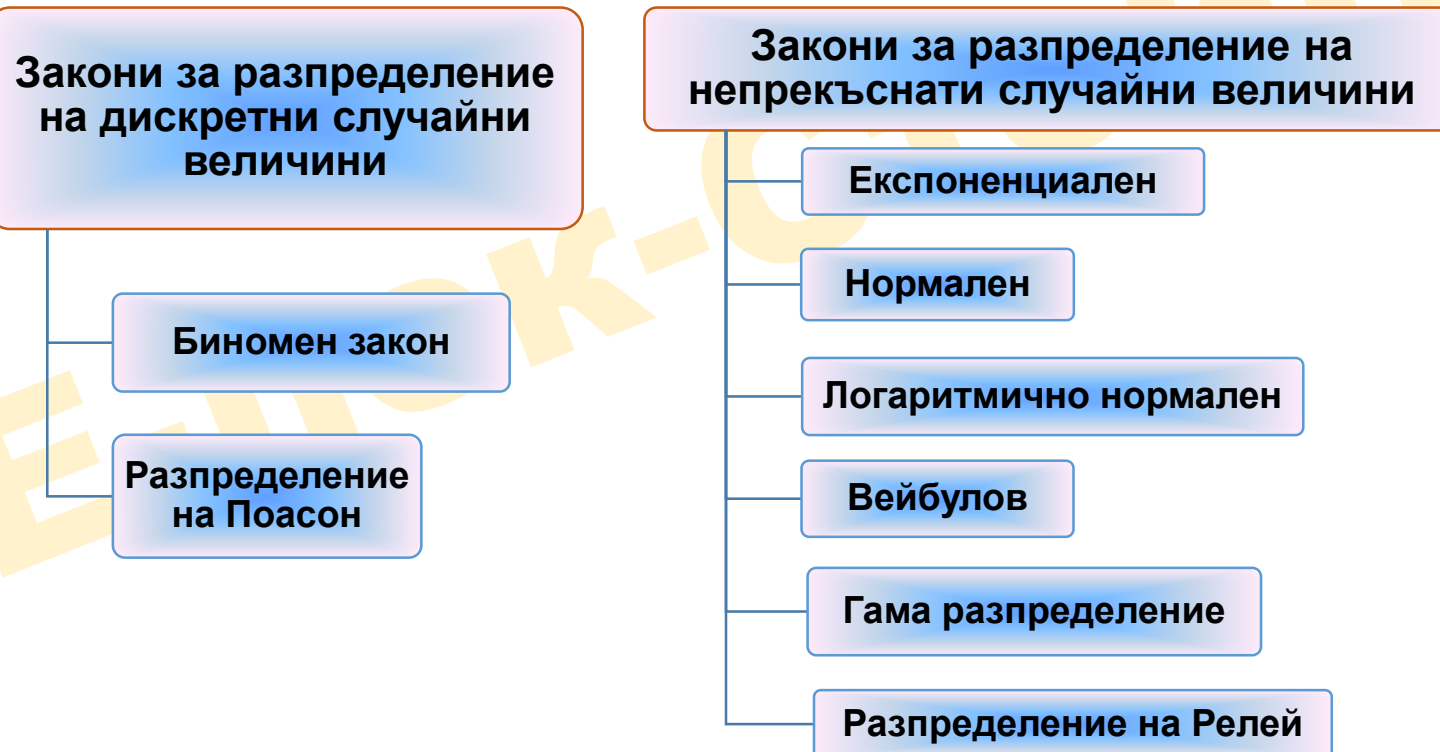 Закони за разпределение
на дискретни случайни
величини
Биномен закон
Разпределение
на Поасон
Закони за разпределение на
непрекъснати случайни величини
Експоненциален
Нормален
Логаритмично нормален
Вейбулов
Гама разпределение
Разпределение на Релей